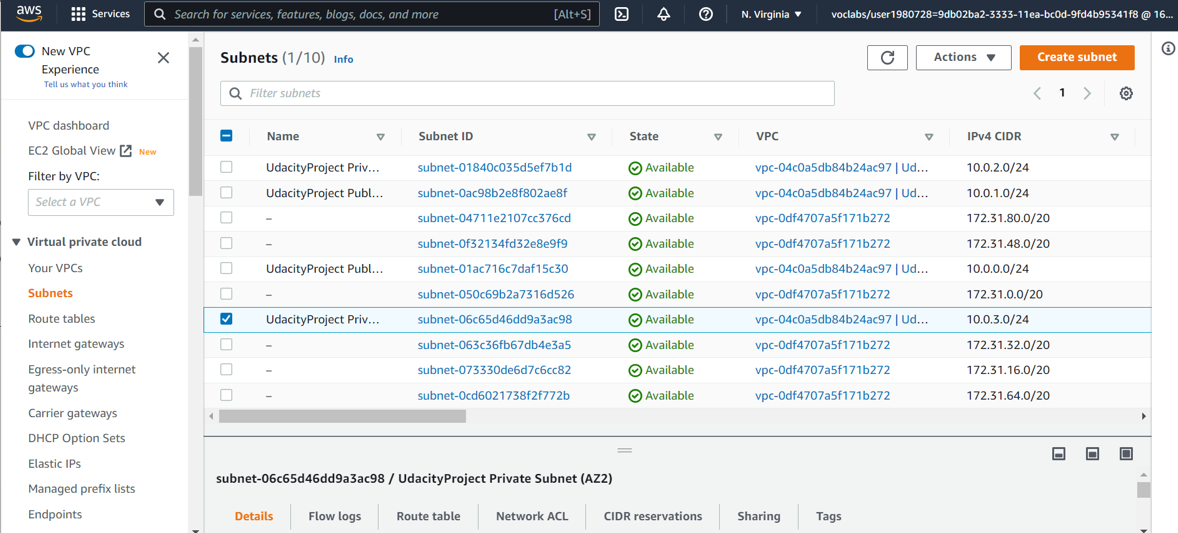 aws Services Search for services, features, blogs, docs, and more [Alt+S] N. Virginia ▼ voclabs/user1980728=9db02ba2-3333-11ea-bc0d-9fd4b95341f8 @ 16...
New VPC
Experience
Tell us what you think
VPC dashboard
EC2 Global View New
Filter by VPC:
Select a VPC
Virtual private cloud
Your VPCs
Subnets
Route tables
Internet gateways
Egress-only internet
gateways
Carrier gateways
DHCP Option Sets
Elastic IPs
Managed prefix lists
Endpoints
Subnets (1/10) Info
Actions ▼
Create subnet
Filter subnets
1
Name Subnet ID State VPC IPv4 CIDR
UdacityProject Priv... subnet-01840c035d5ef7b1d Available vpc-04c0a5db84b24ac97 | Ud... 10.0.2.0/24
UdacityProject Publ... subnet-0ac98b2e8f802ae8f Available vpc-04c0a5db84b24ac97 | Ud... 10.0.1.0/24
– subnet-04711e2107cc376cd Available vpc-0df4707a5f171b272 172.31.80.0/20
– subnet-0f32134fd32e8e9f9 Available vpc-0df4707a5f171b272 172.31.48.0/20
UdacityProject Publ... subnet-01ac716c7daf15c30 Available vpc-04c0a5db84b24ac97 | Ud... 10.0.0.0/24
– subnet-050c69b2a7316d526 Available vpc-0df4707a5f171b272 172.31.0.0/20
UdacityProject Priv... subnet-06c65d46dd9a3ac98 Available vpc-04c0a5db84b24ac97 | Ud... 10.0.3.0/24
– subnet-063c36fb67db4e3a5 Available vpc-0df4707a5f171b272 172.31.32.0/20
– subnet-073330de6d7c6cc82 Available vpc-0df4707a5f171b272 172.31.16.0/20
– subnet-0cd6021738f2f772b Available vpc-0df4707a5f171b272 172.31.64.0/20
subnet-06c65d46dd9a3ac98 / UdacityProject Private Subnet (AZ2)
Details Flow logs Route table Network ACL CIDR reservations Sharing Tags